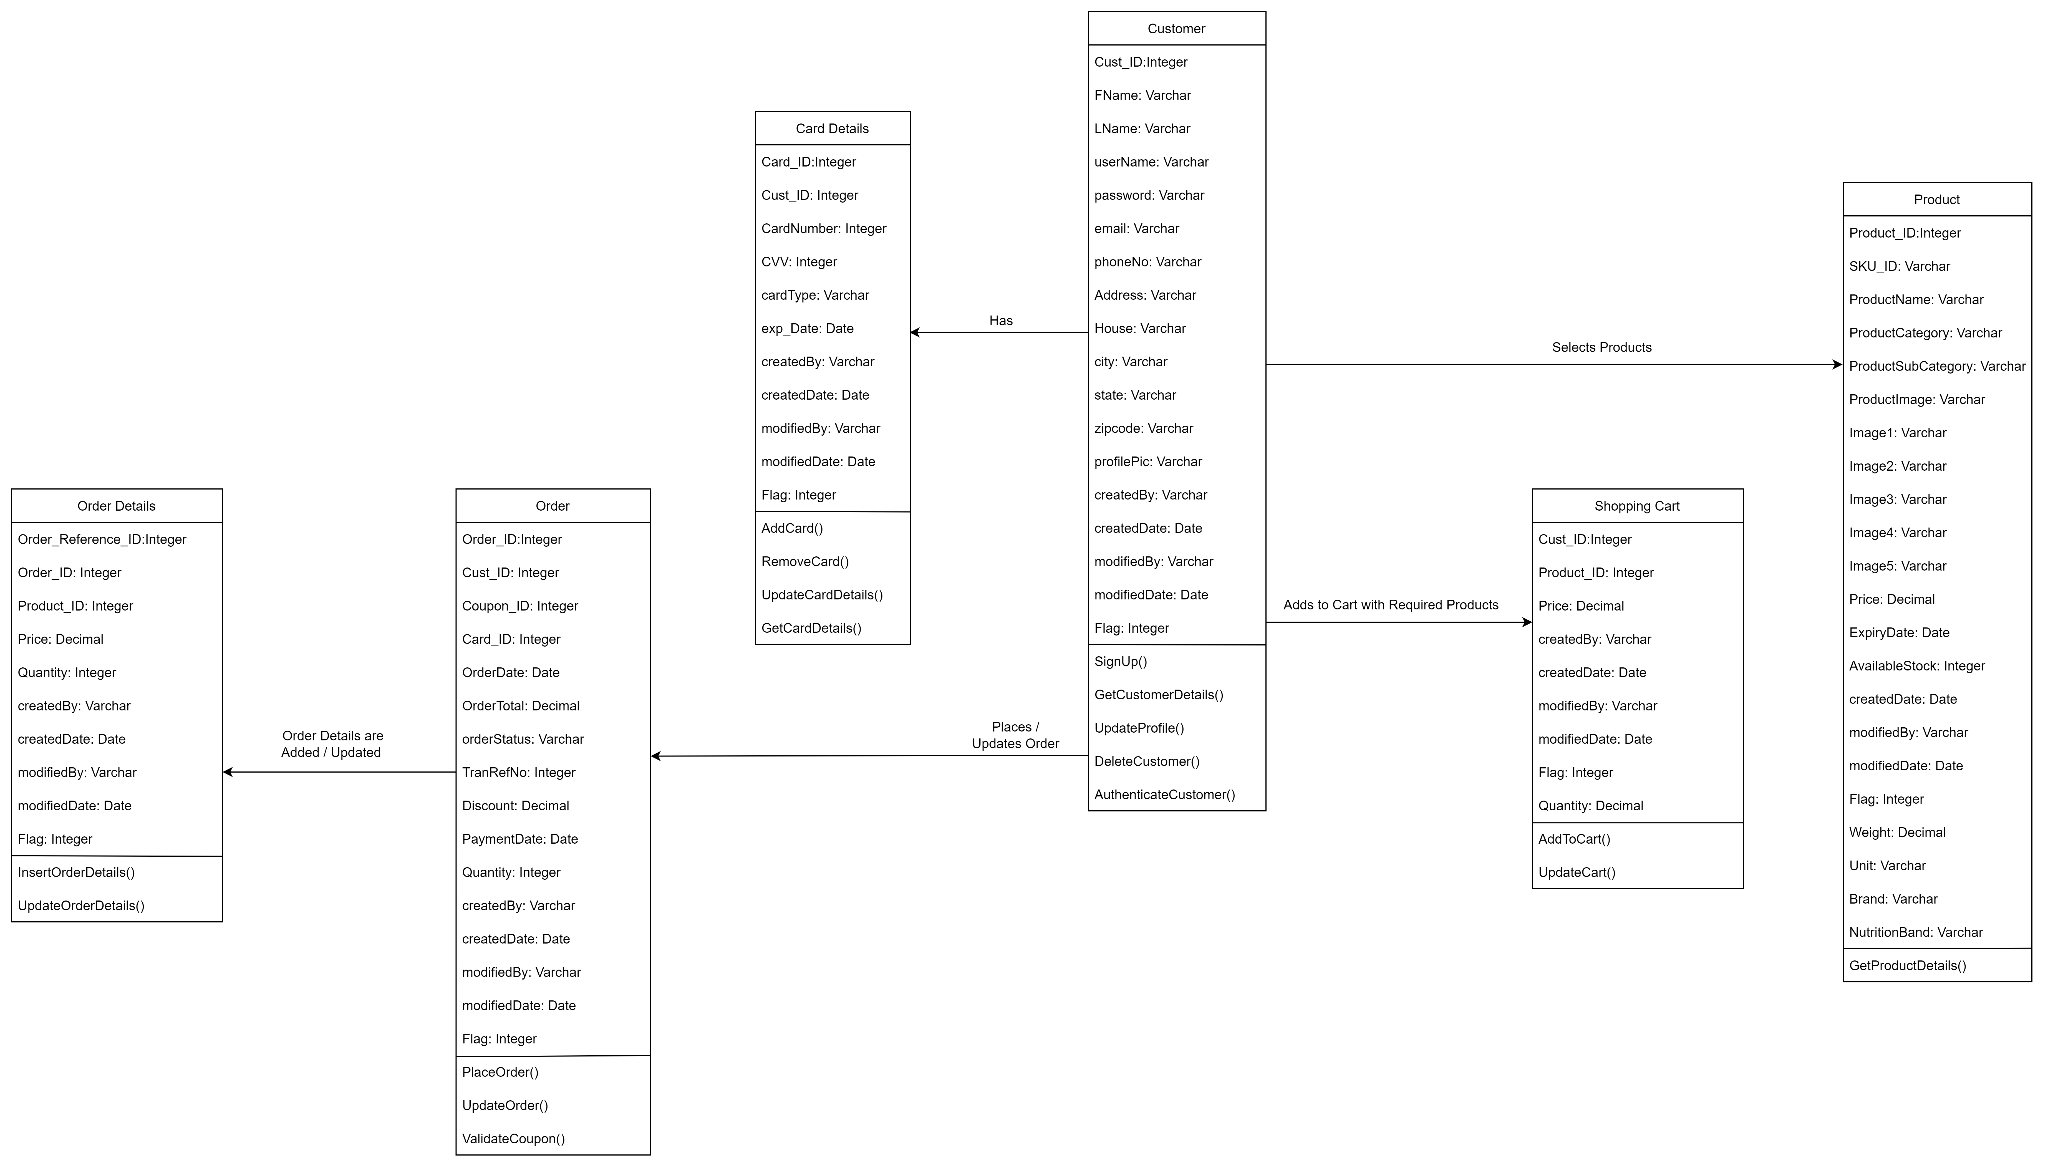 Customer
Cust_ID:Integer
FName: Varchar
LName: Varchar
userName: Varchar
password: Varchar
email: Varchar
phoneNo: Varchar
Address: Varchar
House: Varchar
city: Varchar
state: Varchar
zipcode: Varchar
profilePic: Varchar
createdBy: Varchar
createdDate: Date
modifiedBy: Varchar
modifiedDate: Date
Flag: Integer
SignUp()
GetCustomerDetails()
UpdateProfile()
DeleteCustomer()
AuthenticateCustomer()
Card Details
Card_ID:Integer
Cust_ID: Integer
CardNumber: Integer
CVV: Integer
cardType: Varchar
exp_Date: Date
createdBy: Varchar
createdDate: Date
modifiedBy: Varchar
modifiedDate: Date
Flag: Integer
AddCard()
RemoveCard()
UpdateCardDetails()
GetCardDetails()
Has
Selects Products
Product
Product_ID:Integer
SKU_ID: Varchar
ProductName: Varchar
ProductCategory: Varchar
ProductSubCategory: Varchar
ProductImage: Varchar
Image1: Varchar
Image2: Varchar
Image3: Varchar
Image4: Varchar
Image5: Varchar
Price: Decimal
ExpiryDate: Date
AvailableStock: Integer
createdDate: Date
modifiedBy: Varchar
modifiedDate: Date
Flag: Integer
Weight: Decimal
Unit: Varchar
Brand: Varchar
NutritionBand: Varchar
GetProductDetails()
Order Details
Order_Reference_ID:Integer
Order_ID: Integer
Product_ID: Integer
Price: Decimal
Quantity: Integer
createdBy: Varchar
createdDate: Date
modifiedBy: Varchar
modifiedDate: Date
Flag: Integer
InsertOrderDetails()
UpdateOrderDetails()
Order Details are
Added / Updated
Order
Order_ID:Integer
Cust_ID: Integer
Coupon_ID: Integer
Card_ID: Integer
OrderDate: Date
OrderTotal: Decimal
orderStatus: Varchar
TranRefNo: Integer
Discount: Decimal
PaymentDate: Date
Quantity: Integer
createdBy: Varchar
createdDate: Date
modifiedBy: Varchar
modifiedDate: Date
Flag: Integer
PlaceOrder()
UpdateOrder()
ValidateCoupon()
Places /
Updates Order
Adds to Cart with Required Products
Shopping Cart
Cust_ID:Integer
Product_ID: Integer
Price: Decimal
createdBy: Varchar
createdDate: Date
modifiedBy: Varchar
modifiedDate: Date
Flag: Integer
Quantity: Decimal
AddToCart()
UpdateCart()